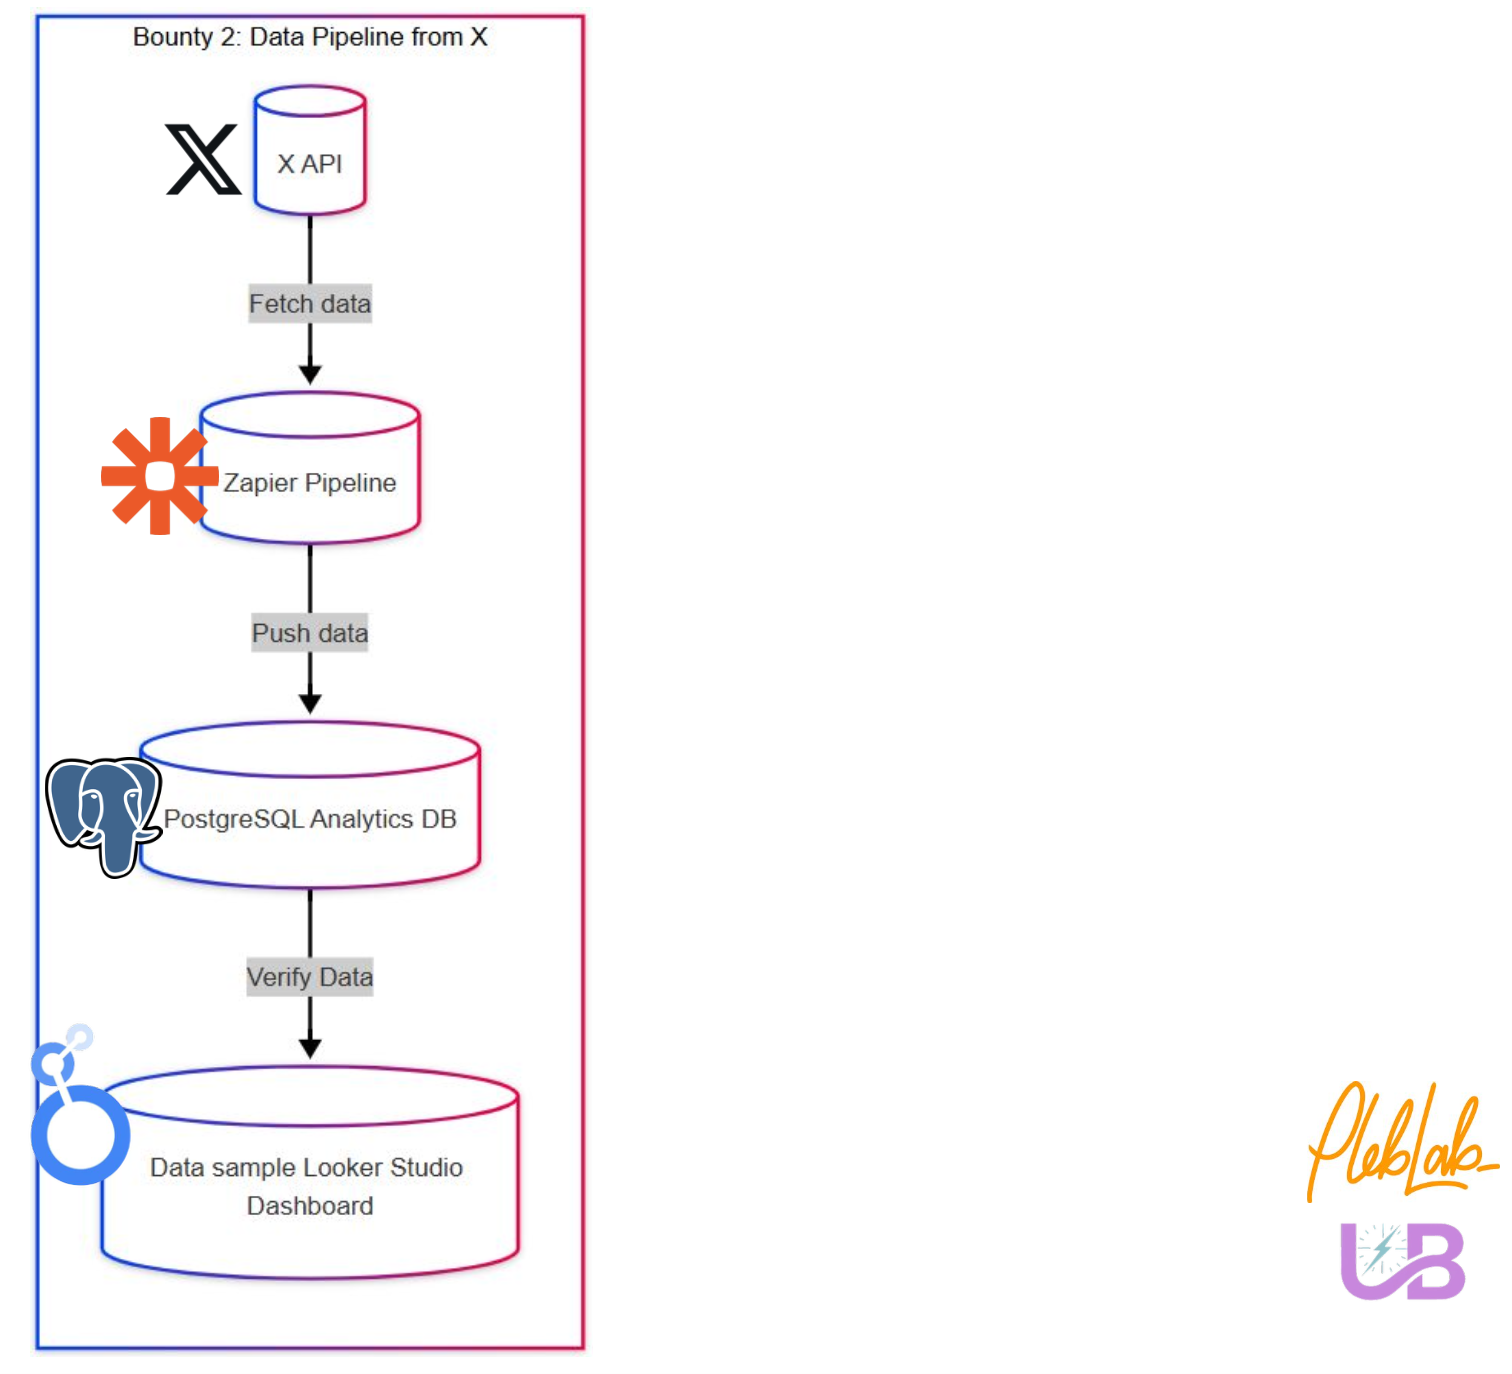 Bounty 2: Data Pipeline from X
X API
Fetch data
Zapier Pipeline
Push data
PostgreSQL Analytics DB
Verify Data
Data sample Looker Studio
Dashboard
PlebLab
UB